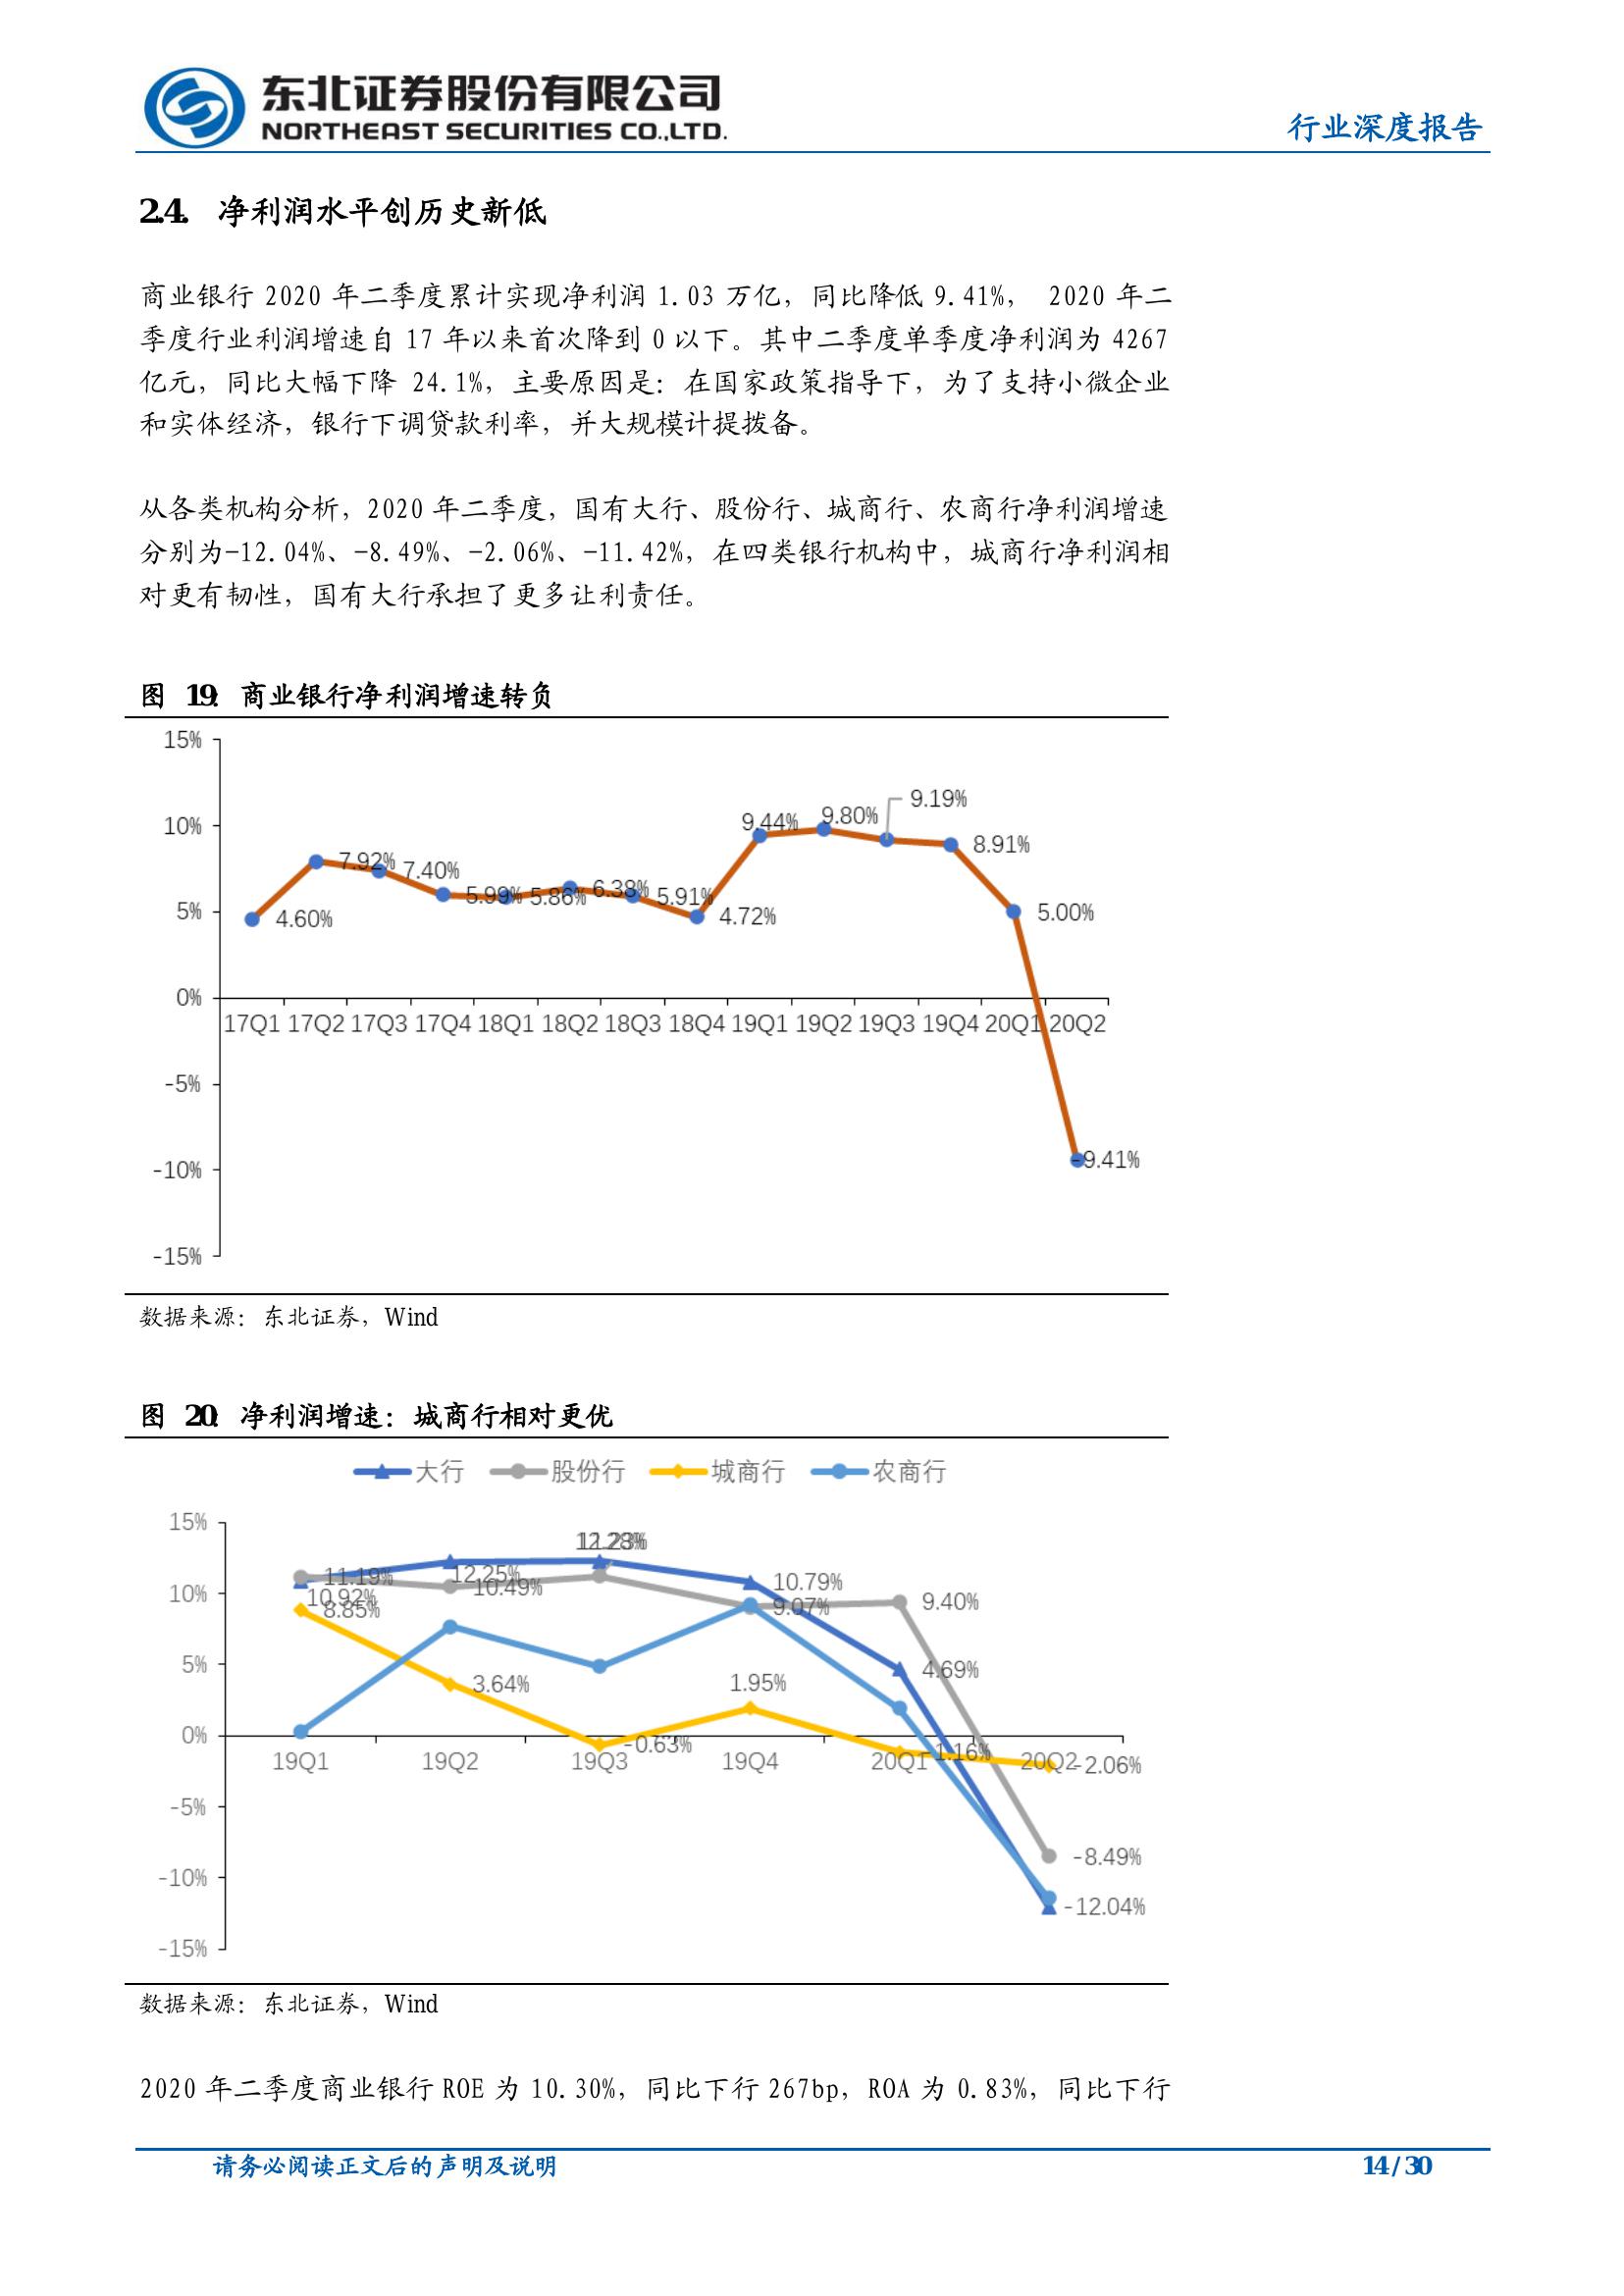 东北证券股份有限公司
NORTHEAST SECURITIES CO.,LTD.
行业深度报告
2.4. 净利润水平创历史新低
商业银行 2020 年二季度累计实现净利润 1.03 万亿，同比降低 9.41%， 2020 年二
季度行业利润增速自 17 年以来首次降到 0 以下。其中二季度单季度净利润为 4267
亿元，同比大幅下降 24.1%，主要原因是：在国家政策指导下，为了支持小微企业
和实体经济，银行下调贷款利率，并大规模计提拨备。
从各类机构分析，2020 年二季度，国有大行、股份行、城商行、农商行净利润增速
分别为-12.04%、-8.49%、-2.06%、-11.42%，在四类银行机构中，城商行净利润相
对更有韧性，国有大行承担了更多让利责任。
图 19：商业银行净利润增速转负
15%
9.19%
10% 9.44% 9.80%
8.91%
7.92% 7.40%
5% 4.60% 5.99% 5.86% 6.38% 5.91% 4.72% 5.00%
0%
17Q1 17Q2 17Q3 17Q4 18Q1 18Q2 18Q3 18Q4 19Q1 19Q2 19Q3 19Q4 20Q1 20Q2
-5%
-10% -9.41%
-15%
数据来源：东北证券，Wind
图 20：净利润增速：城商行相对更优
大行 股份行 城商行 农商行
15%
11.19% 12.25% 10.79%
10% 10.92% 10.49% 9.07% 9.40%
8.85%
5% 3.64% 1.95% 4.69%
0%
-0.63% -1.16% -2.06%
19Q1 19Q2 19Q3 19Q4 20Q1 20Q2
-5%
-8.49%
-10%
-12.04%
-15%
数据来源：东北证券，Wind
2020 年二季度商业银行 ROE 为 10.30%，同比下行 267bp，ROA 为 0.83%，同比下行
请务必阅读正文后的声明及说明
14 / 30